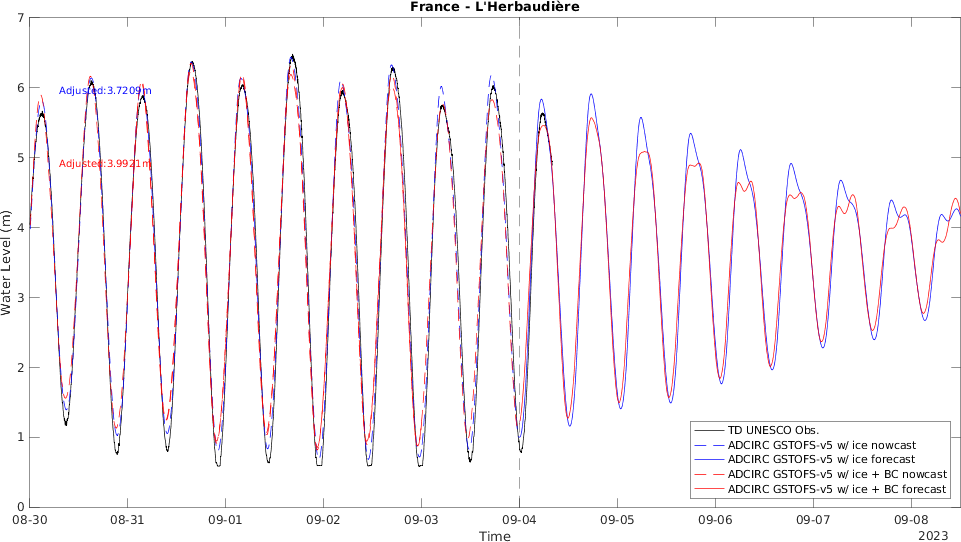 France - L'Herbaudière
7
6
5
4
3
2
1
0
Water Level (m)
Adjusted:3.7209m
Adjusted:3.9921m
TD UNESCO Obs.
ADCIRC GSTOFS-v5 w/ ice nowcast
ADCIRC GSTOFS-v5 w/ ice forecast
ADCIRC GSTOFS-v5 w/ ice + BC nowcast
ADCIRC GSTOFS-v5 w/ ice + BC forecast
08-30 08-31 09-01 09-02 09-03 09-04 09-05 09-06 09-07 09-08
Time
2023